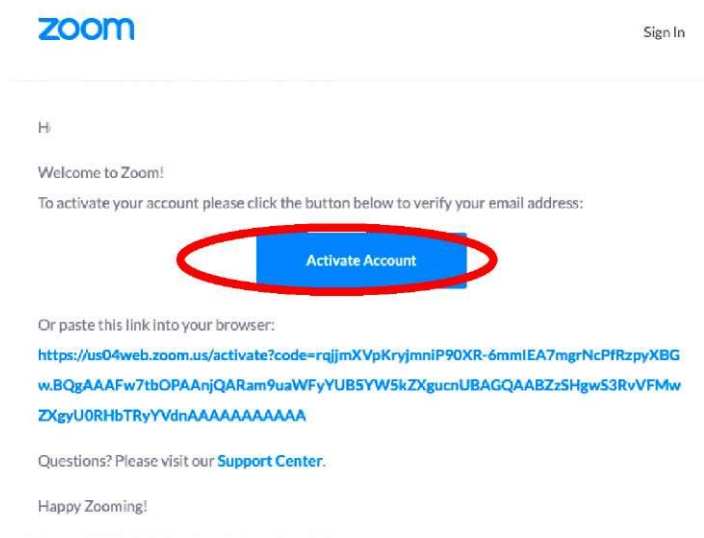 zoom
Sign In
Hi
Welcome to Zoom!
To activate your account please click the button below to verify your email address:
Activate Account
Or paste this link into your browser:
https://us04web.zoom.us/activate?code=rqjjmXVpKryjmniP90XR-6mmIEA7mgrNcPfRzpyXBG
w.BQgAAAFw7tbOPAAnjQARam9uaWFyYUB5YW5kZXgucnUBAGQAABZzSHgwS3RvVFMw
ZXgyU0RHbTRyYVdnAAAAAAAAAAA
Questions? Please visit our Support Center.
Happy Zooming!